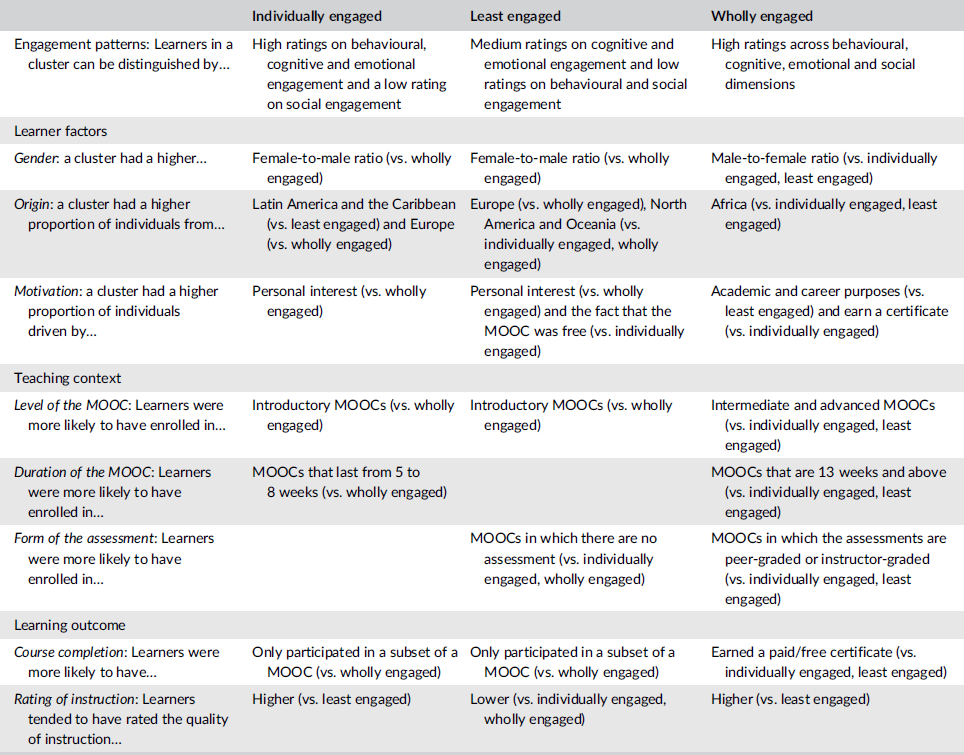 Individually engaged
Least engaged
Wholly engaged
Engagement patterns: Learners in a
cluster can be distinguished by…
High ratings on behavioural,
cognitive and emotional
engagement and a low rating
on social engagement
Medium ratings on cognitive and
emotional engagement and low
ratings on behavioural and social
engagement
High ratings across behavioural,
cognitive, emotional and social
dimensions
Learner factors
Gender: a cluster had a higher…
Female-to-male ratio (vs. wholly
engaged)
Female-to-male ratio (vs. wholly
engaged)
Male-to-female ratio (vs. individually
engaged, least engaged)
Origin: a cluster had a higher
proportion of individuals from…
Latin America and the Caribbean
(vs. least engaged) and Europe
(vs. wholly engaged)
Europe (vs. wholly engaged), North
America and Oceania (vs.
individually engaged, wholly
engaged)
Africa (vs. individually engaged, least
engaged)
Motivation: a cluster had a higher
proportion of individuals
driven by…
Personal interest (vs. wholly
engaged)
Personal interest (vs. wholly
engaged) and the fact that the
MOOC was free (vs. individually
engaged)
Academic and career purposes (vs.
least engaged) and earn a certificate
(vs. individually engaged)
Teaching context
Level of the MOOC: Learners were
more likely to have enrolled in…
Introductory MOOCs (vs. wholly
engaged)
Introductory MOOCs (vs. wholly
engaged)
Intermediate and advanced MOOCs
(vs. individually engaged, least
engaged)
Duration of the MOOC: Learners
were more likely to have
enrolled in…
MOOCs that last from 5 to
8 weeks (vs. wholly engaged)
MOOCs that are 13 weeks and above
(vs. individually engaged, least
engaged)
Form of the assessment: Learners
were more likely to have
enrolled in…
MOOCs in which there are no
assessment (vs. individually
engaged, wholly engaged)
MOOCs in which the assessments are
peer-graded or instructor-graded
(vs. individually engaged, least
engaged)
Learning outcome
Course completion: Learners were
more likely to have…
Only participated in a subset of a
MOOC (vs. wholly engaged)
Only participated in a subset of a
MOOC (vs. wholly engaged)
Earned a paid/free certificate (vs.
individually engaged, least engaged)
Rating of instruction: Learners
tended to have rated the quality
of instruction…
Higher (vs. least engaged)
Lower (vs. individually engaged,
wholly engaged)
Higher (vs. least engaged)